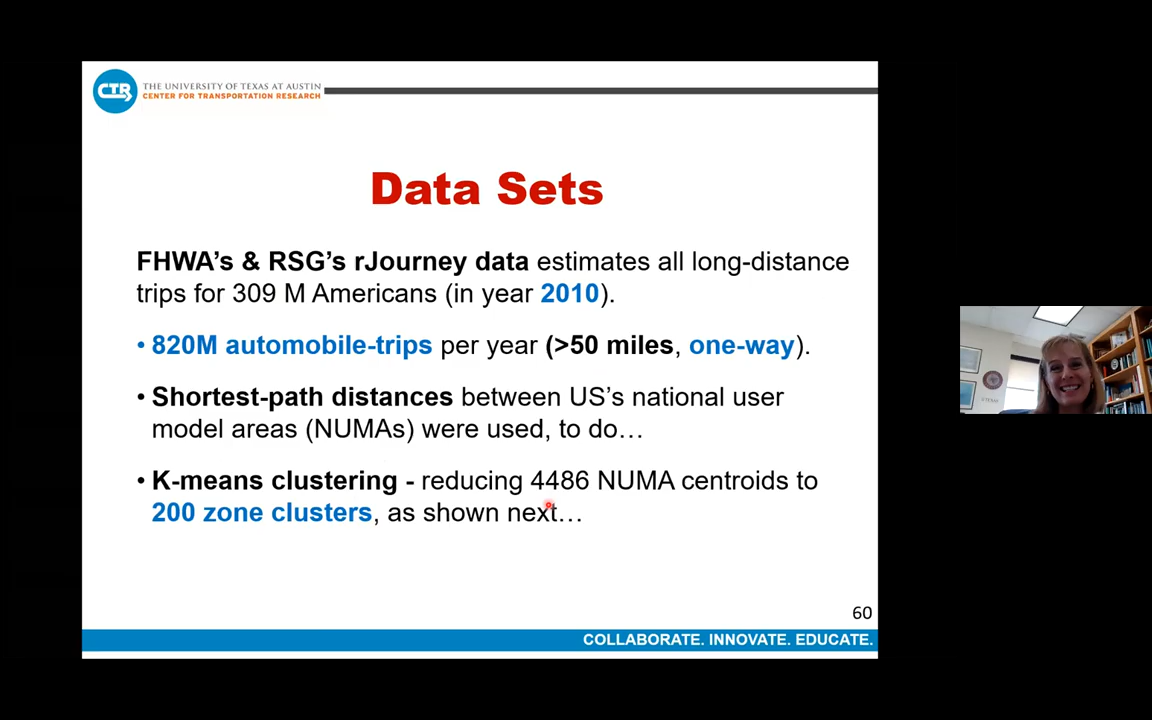 CTR THE UNIVERSITY OF TEXAS AT AUSTIN
CENTER FOR TRANSPORTATION RESEARCH
Data Sets
FHWA’s & RSG’s rJourney data estimates all long-distance
trips for 309 M Americans (in year 2010).
• 820M automobile-trips per year (>50 miles, one-way).
• Shortest-path distances between US’s national user
model areas (NUMAs) were used, to do…
• K-means clustering - reducing 4486 NUMA centroids to
200 zone clusters, as shown next…
60
COLLABORATE. INNOVATE. EDUCATE.